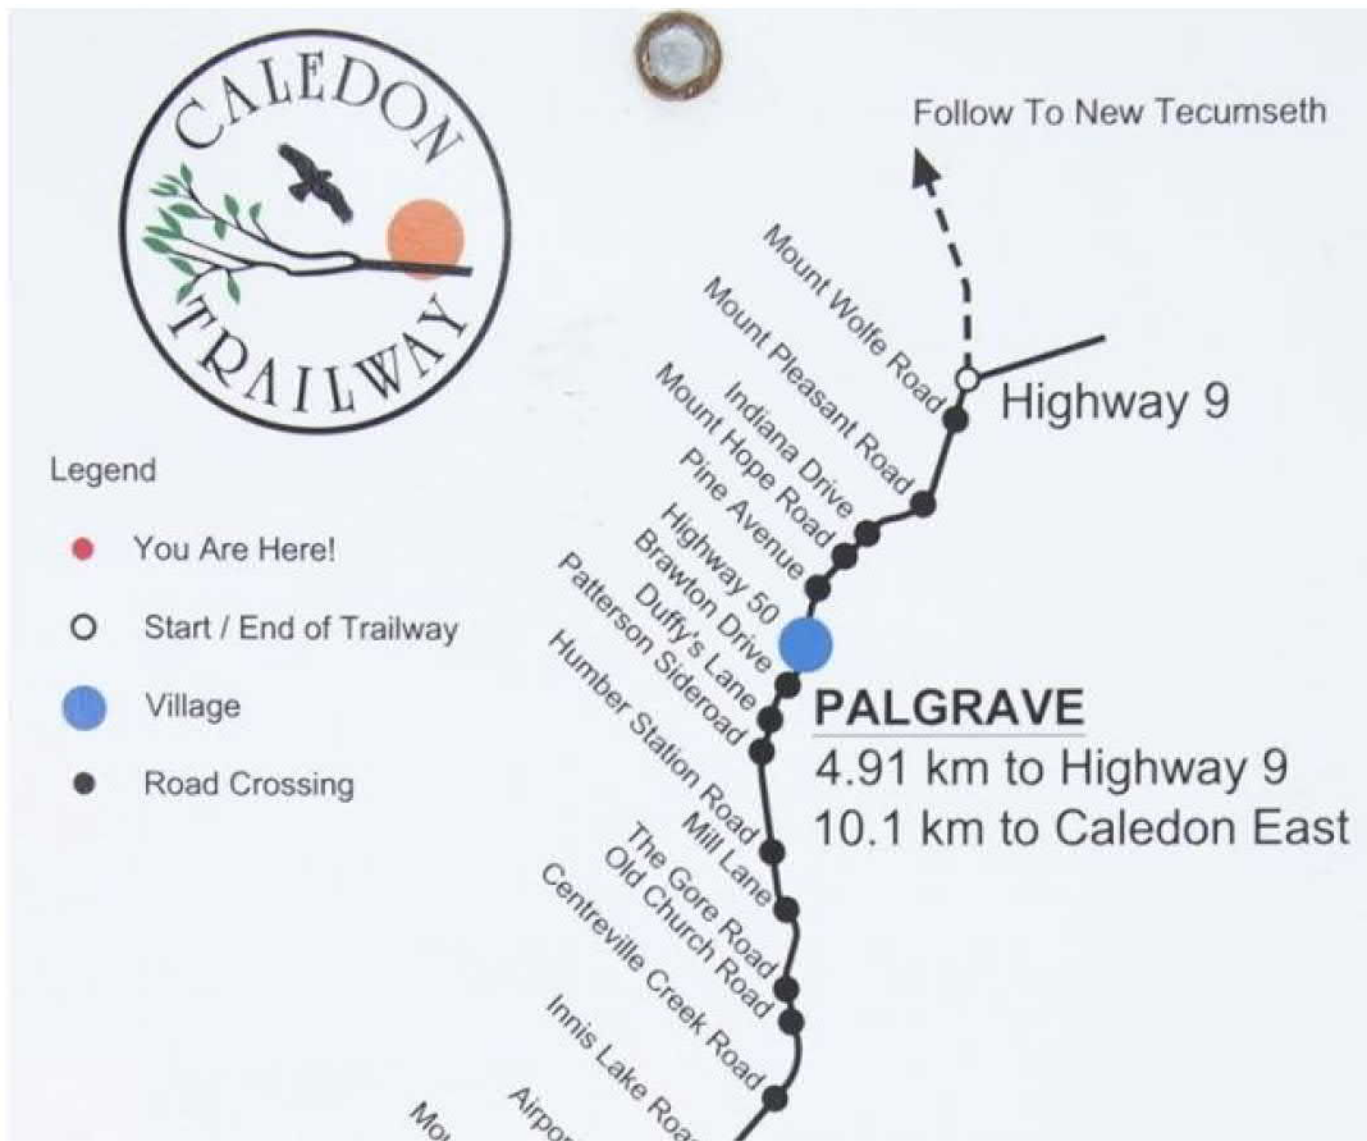 CALEDON
TRAILWAY
Follow To New Tecumseth
Mount Wolfe Road
Highway 9
Mount Pleasant Road
Indiana Drive
Mount Hope Road
Pine Avenue
Highway 50
Brawton Drive
Duffy's Lane
Patterson Sideroad
Legend
You Are Here!
Start / End of Trailway
Village
Road Crossing
PALGRAVE
4.91 km to Highway 9
10.1 km to Caledon East
Humber Station Road
Mill Lane
The Gore Road
Old Church Road
Centreville Creek Road
Innis Lake Road